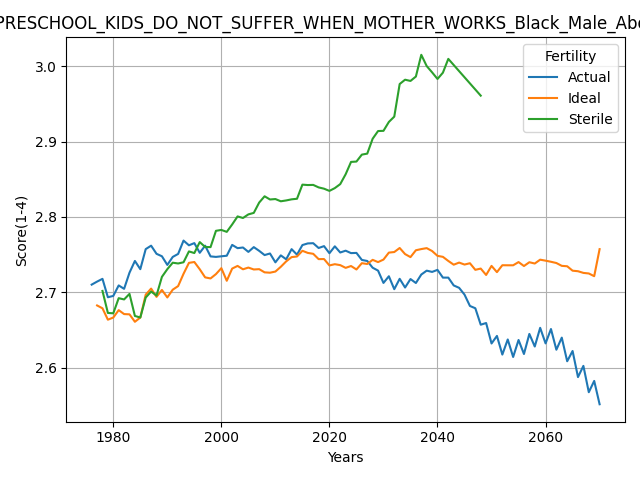 PRESCHOOL_KIDS_DO_NOT_SUFFER_WHEN_MOTHER_WORKS_Black_Male_Abo
Fertility
Actual
Ideal
Sterile
Score(1-4)
3.0
2.9
2.8
2.7
2.6
1980 2000 2020 2040 2060
Years